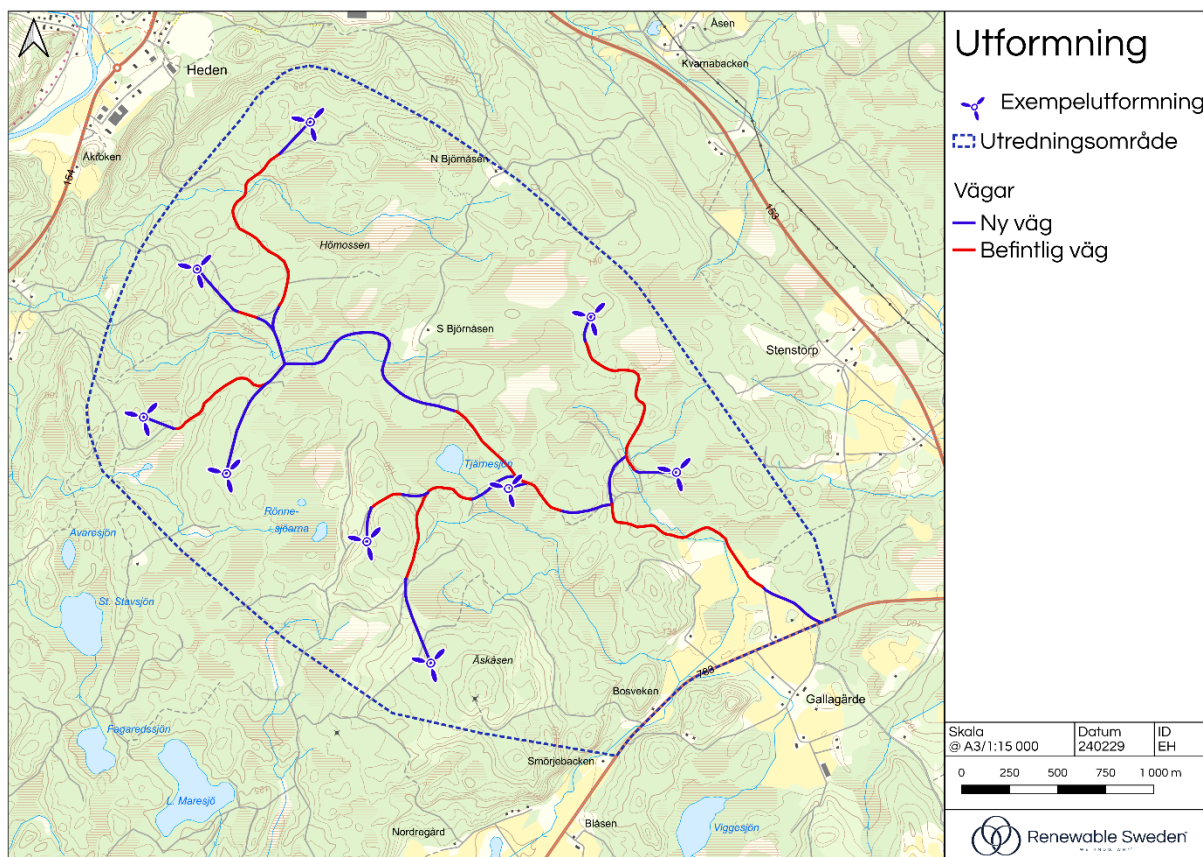 Åsen
Kvarnabacken
Heden
Åkroken
154
N Björnåsen
153
Hömossen
140
S Björnåsen
Stenstorp
Tjärnesjön
Rönne-
sjöarna
Avaresjön
St. Stavsjön
Äskåsen
Bosveken
Gallagärde
Fagaredssjön
Smörjebacken
L. Maresjö
Nordregård
Blåsen
Viggesjön
Utformning
Exempelutformning
Utredningsområde
Vägar
Ny väg
Befintlig väg
Skala
@ A3/1:15 000
Datum
240229
ID
EH
0 250 500 750 1 000 m
Renewable Sweden